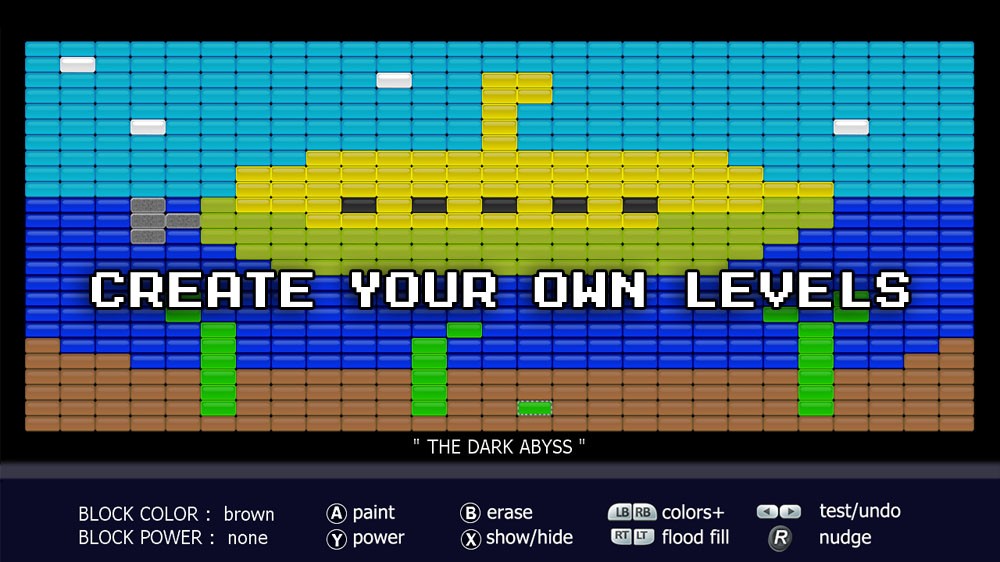 CREATE YOUR OWN LEVELS
" THE DARK ABYSS "
BLOCK COLOR : brown A paint B erase LB RB colors+ test/undo
BLOCK POWER : none Y power X show/hide RT LT flood fill R nudge